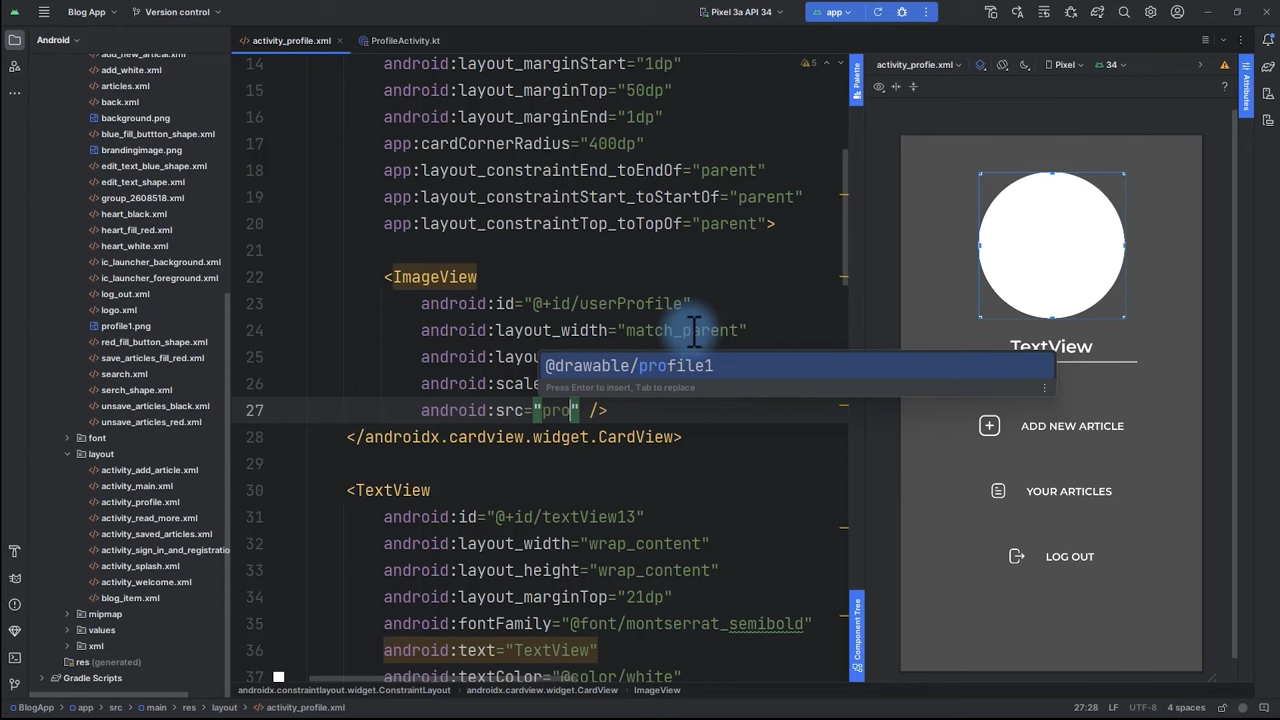 Blog App
Version control
Pixel 3a API 34
app
Android
activity_profile.xml
ProfileActivity.kt
add_new_artical.xml
add_white.xml
articles.xml
back.xml
background.png
blue_fill_buttton_shape.xml
brandingimage.png
edit_text_blue_shape.xml
edit_text_shape.xml
group_2608518.xml
heart_black.xml
heart_fill_red.xml
heart_white.xml
ic_launcher_background.xml
ic_launcher_foreground.xml
log_out.xml
logo.xml
profile1.png
red_fill_button_shape.xml
save_articles_fill_red.xml
search.xml
serch_shape.xml
unsave_articles_black.xml
unsave_articles_red.xml
font
layout
activity_add_article.xml
activity_main.xml
activity_profile.xml
activity_read_more.xml
activity_saved_articles.xml
activity_sign_in_and_registratio
activity_splash.xml
activity_welcome.xml
blog_item.xml
mipmap
values
xml
res (generated)
Gradle Scripts
14 android:layout_marginStart="1dp"
15 android:layout_marginTop="50dp"
16 android:layout_marginEnd="1dp"
17 app:cardCornerRadius="400dp"
18 app:layout_constraintEnd_toEndOf="parent"
19 app:layout_constraintStart_toStartOf="parent"
20 app:layout_constraintTop_toTopOf="parent">
21
22 <ImageView
23 android:id="@+id/userProfile"
24 android:layout_width="match_parent"
25 android:layou
26 android:scale
27 android:src="pro" />
28 </androidx.cardview.widget.CardView>
29
30 <TextView
31 android:id="@+id/textView13"
32 android:layout_width="wrap_content"
33 android:layout_height="wrap_content"
34 android:layout_marginTop="21dp"
35 android:fontFamily="@font/montserrat_semibold"
36 android:text="TextView"
37 android:textColor="@color/white"
@drawable/profile1
Press Enter to insert, Tab to replace
5
androidx.constraintlayout.widget.ConstraintLayout
androidx.cardview.widget.CardView
ImageView
Palette
Component Tree
Attributes
activity_profile.xml
Pixel
34
?
TextView
ADD NEW ARTICLE
YOUR ARTICLES
LOG OUT
BlogApp
app
src
main
res
layout
activity_profile.xml
27:28
LF
UTF-8
4 spaces